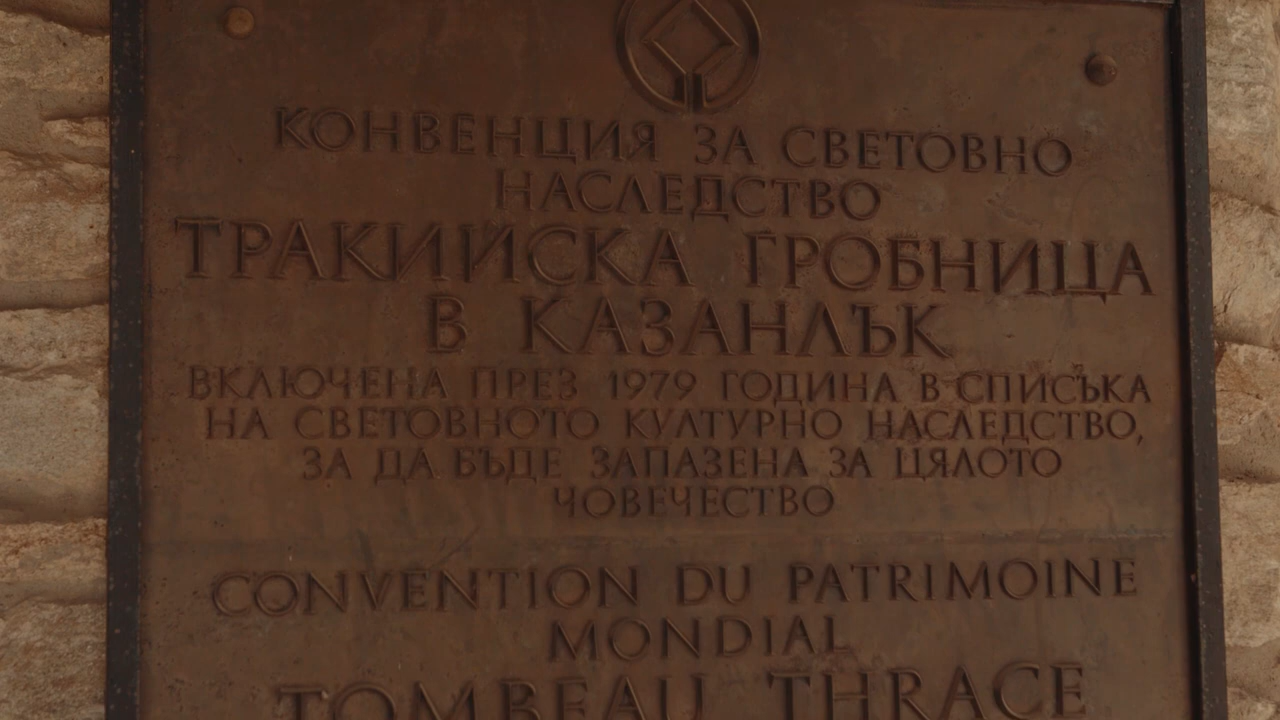 КОНВЕНЦИЯ ЗА СВЕТОВНО
НАСЛЕДСТВО
ТРАКИЙСКА ГРОБНИЦА
В КАЗАНЛЪК
ВКЛЮЧЕНА ПРЕЗ 1979 ГОДИНА В СПИСЪКА
НА СВЕТОВНОТО КУЛТУРНО НАСЛЕДСТВО,
ЗА ДА БЪДЕ ЗАПАЗЕНА ЗА ЦЯЛОТО
ЧОВЕЧЕСТВО
CONVENTION DU PATRIMOINE
MONDIAL
TOMBEAU THRACE